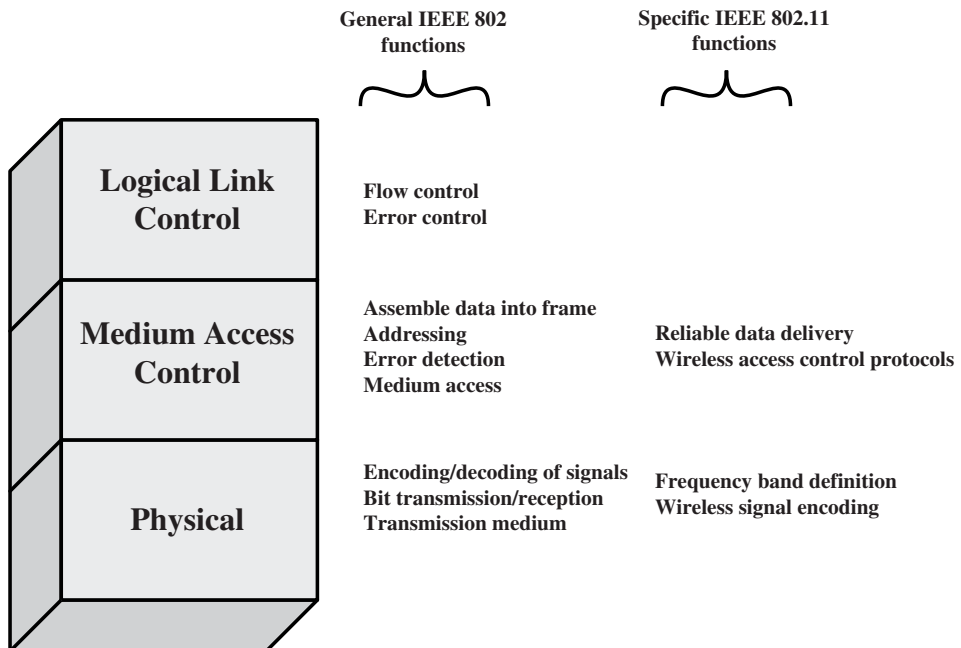 General IEEE 802
functions
Specific IEEE 802.11
functions
Logical Link
Control
Flow control
Error control
Medium Access
Control
Assemble data into frame
Addressing
Error detection
Medium access
Reliable data delivery
Wireless access control protocols
Physical
Encoding/decoding of signals
Bit transmission/reception
Transmission medium
Frequency band definition
Wireless signal encoding